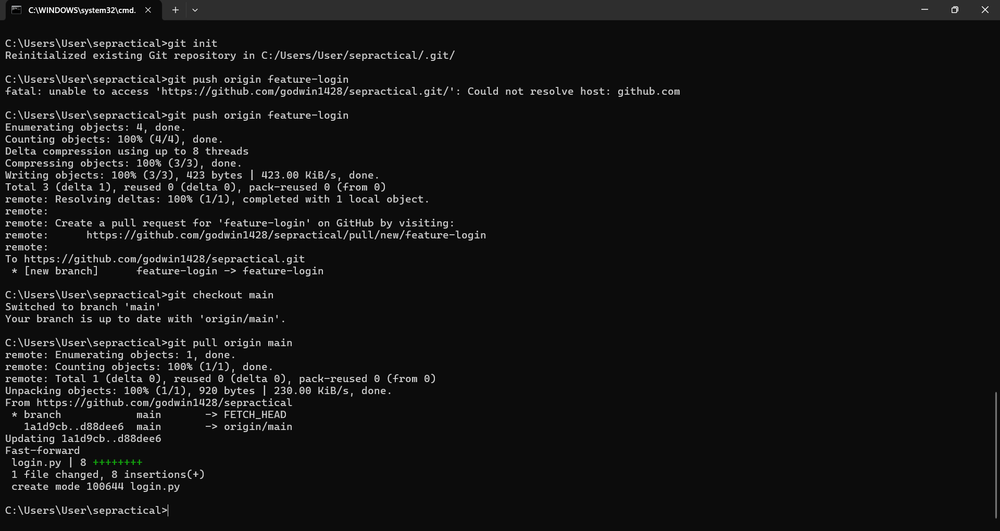 C:\WINDOWS\system32\cmd.
C:\Users\User\sepractical>git init
Reinitialized existing Git repository in C:/Users/User/sepractical/.git/
C:\Users\User\sepractical>git push origin feature-login
fatal: unable to access 'https://github.com/godwin1428/sepractical.git/': Could not resolve host: github.com
C:\Users\User\sepractical>git push origin feature-login
Enumerating objects: 4, done.
Counting objects: 100% (4/4), done.
Delta compression using up to 8 threads
Compressing objects: 100% (3/3), done.
Writing objects: 100% (3/3), 423 bytes | 423.00 KiB/s, done.
Total 3 (delta 1), reused 0 (delta 0), pack-reused 0 (from 0)
remote: Resolving deltas: 100% (1/1), completed with 1 local object.
remote:
remote: Create a pull request for 'feature-login' on GitHub by visiting:
remote:      https://github.com/godwin1428/sepractical/pull/new/feature-login
remote:
To https://github.com/godwin1428/sepractical.git
 * [new branch]      feature-login -> feature-login
C:\Users\User\sepractical>git checkout main
Switched to branch 'main'
Your branch is up to date with 'origin/main'.
C:\Users\User\sepractical>git pull origin main
remote: Enumerating objects: 1, done.
remote: Counting objects: 100% (1/1), done.
remote: Total 1 (delta 0), reused 0 (delta 0), pack-reused 0 (from 0)
Unpacking objects: 100% (1/1), 920 bytes | 230.00 KiB/s, done.
From https://github.com/godwin1428/sepractical
 * branch            main       -> FETCH_HEAD
   1a1d9cb..d88dee6  main       -> origin/main
Updating 1a1d9cb..d88dee6
Fast-forward
 login.py | 8 ++++++++
 1 file changed, 8 insertions(+)
 create mode 100644 login.py
C:\Users\User\sepractical>